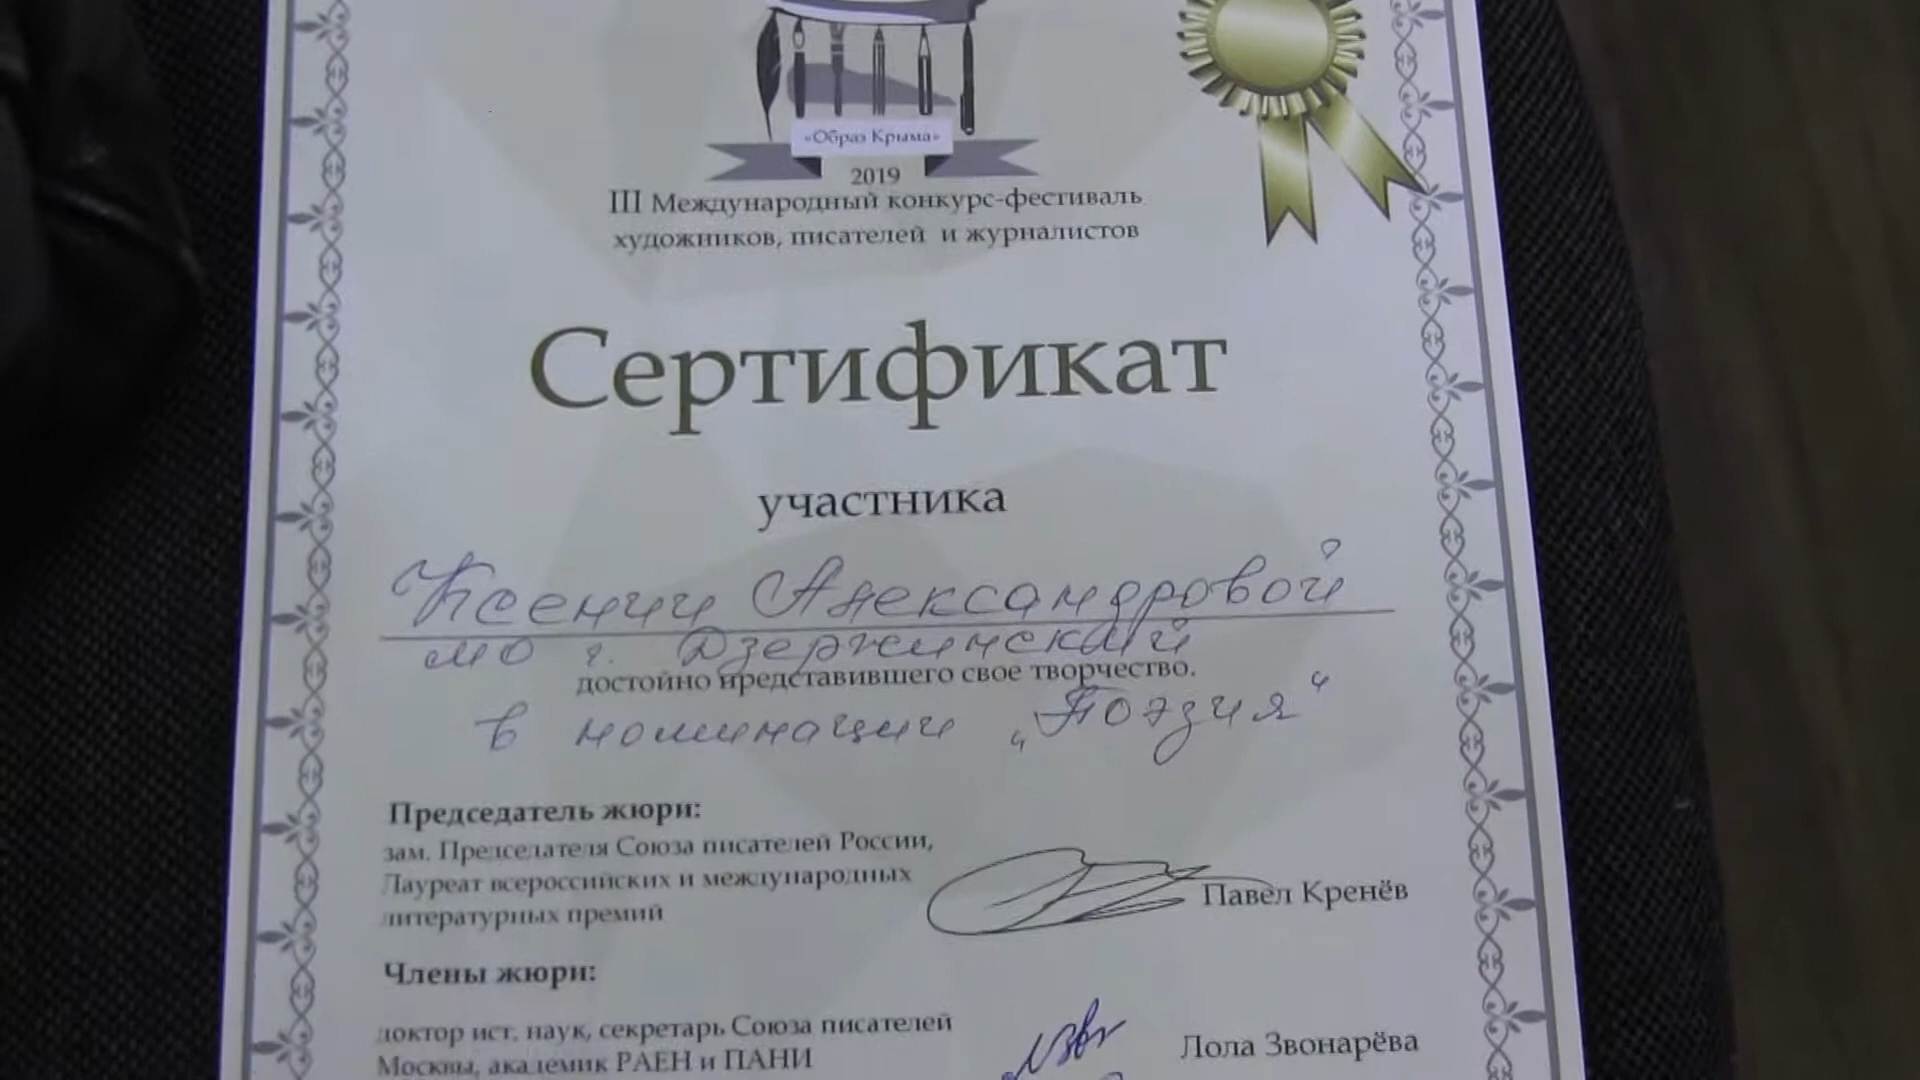 «Образ Крыма»
2019
III Международный конкурс-фестиваль
художников, писателей и журналистов
Сертификат
участника
Ксении Александровой
МО г. Дзержинский
достойно представившего свое творчество.
в номинации „Поэзия“
Председатель жюри:
зам. Председателя Союза писателей России,
Лауреат всероссийских и международных
литературных премий
Павел Кренёв
Члены жюри:
доктор ист. наук, секретарь Союза писателей
Москвы, академик РАЕН и ПАНИ
Лола Звонарёва